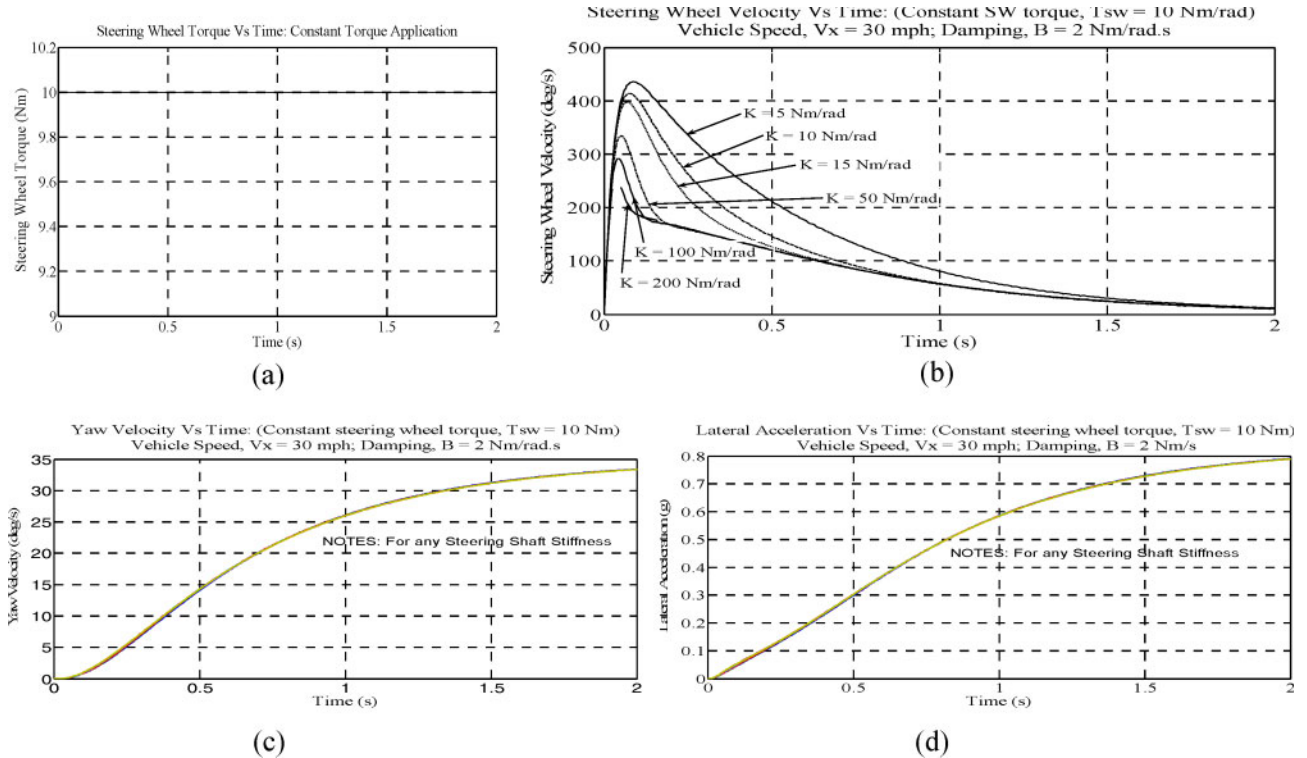 Steering Wheel Torque Vs Time: Constant Torque Application
10.2
10
9.8
9.6
9.4
9.2
9
Steering Wheel Torque (Nm)
0 0.5 1 1.5 2
Time (s)
(a)
Steering Wheel Velocity Vs Time: (Constant SW torque, Tsw = 10 Nm/rad)
Vehicle Speed, Vx = 30 mph; Damping, B = 2 Nm/rad.s
500
400
300
200
100
0
Steering Wheel Velocity (deg/s)
K = 5 Nm/rad
K = 10 Nm/rad
K = 15 Nm/rad
K = 50 Nm/rad
K = 100 Nm/rad
K = 200 Nm/rad
0 0.5 1 1.5 2
Time (s)
(b)
Yaw Velocity Vs Time: (Constant steering wheel torque, Tsw = 10 Nm)
Vehicle Speed, Vx = 30 mph; Damping, B = 2 Nm/rad.s
35
30
25
20
15
10
5
0
Yaw Velocity (deg/s)
NOTES: For any Steering Shaft Stiffness
0 0.5 1 1.5 2
Time (s)
(c)
Lateral Acceleration Vs Time: (Constant steering wheel torque, Tsw = 10 Nm)
Vehicle Speed, Vx = 30 mph; Damping, B = 2 Nm/s
0.8
0.7
0.6
0.5
0.4
0.3
0.2
0.1
0
Lateral Acceleration (g)
NOTES: For any Steering Shaft Stiffness
0 0.5 1 1.5 2
Time (s)
(d)